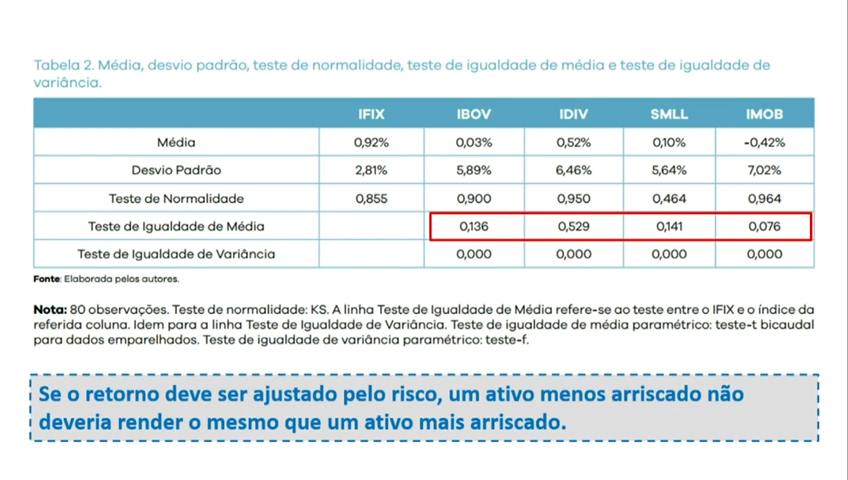 Tabela 2. Média, desvio padrão, teste de normalidade, teste de igualdade de média e teste de igualdade de
variância.
IFIX IBOV IDIV SMLL IMOB
Média 0,92% 0,03% 0,52% 0,10% -0,42%
Desvio Padrão 2,81% 5,89% 6,46% 5,64% 7,02%
Teste de Normalidade 0,855 0,900 0,950 0,464 0,964
Teste de Igualdade de Média 0,136 0,529 0,141 0,076
Teste de Igualdade de Variância 0,000 0,000 0,000 0,000
Fonte: Elaborada pelos autores.
Nota: 80 observações. Teste de normalidade: KS. A linha Teste de Igualdade de Média refere-se ao teste entre o IFIX e o índice da
referida coluna. Idem para a linha Teste de Igualdade de Variância. Teste de igualdade de média paramétrico: teste-t bicaudal
para dados emparelhados. Teste de igualdade de variância paramétrico: teste-f.
Se o retorno deve ser ajustado pelo risco, um ativo menos arriscado não
deveria render o mesmo que um ativo mais arriscado.